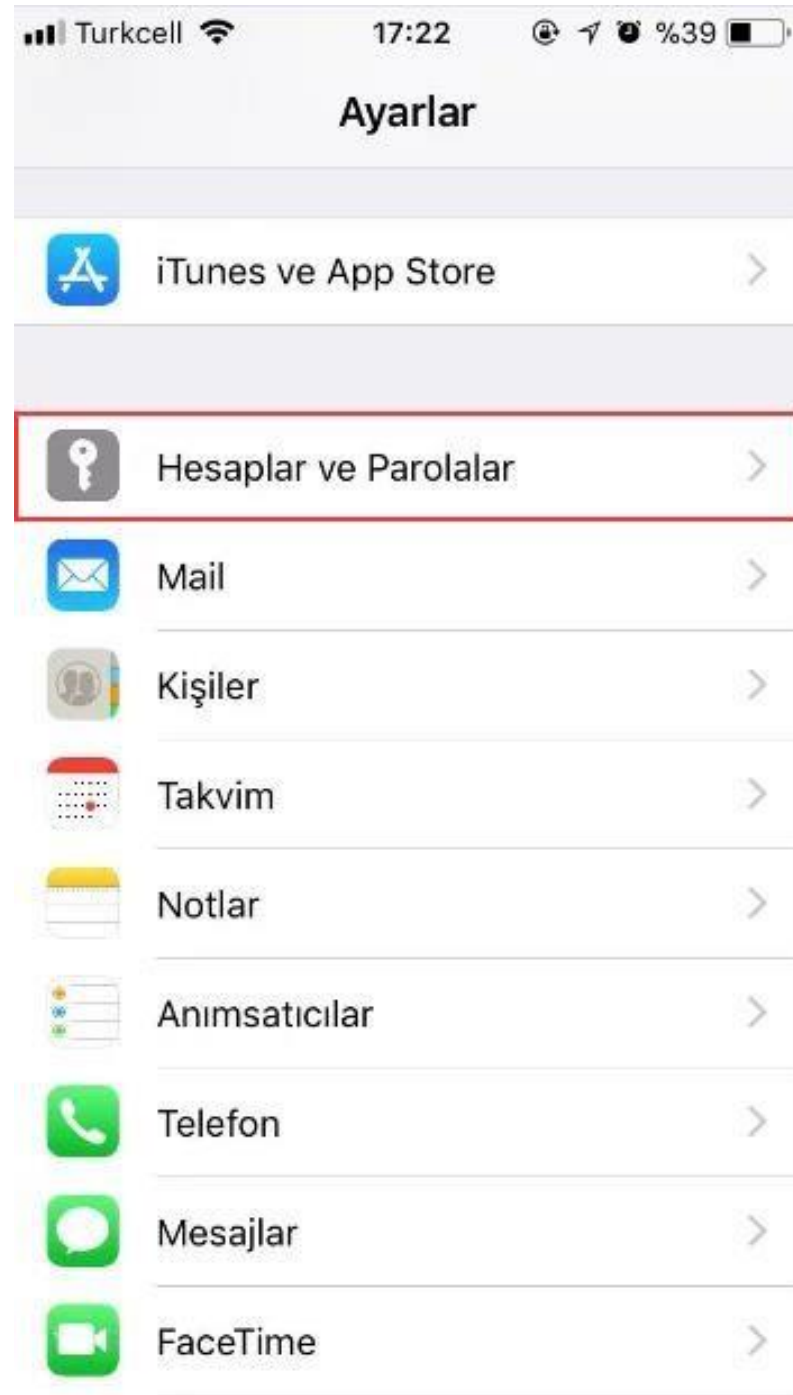 Turkcell 17:22 %39
Ayarlar
iTunes ve App Store
Hesaplar ve Parolalar
Mail
Kişiler
Takvim
Notlar
Anımsatıcılar
Telefon
Mesajlar
FaceTime